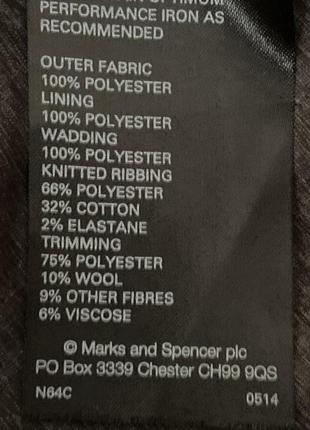 PERFORMANCE IRON AS
RECOMMENDED
OUTER FABRIC
100% POLYESTER
LINING
100% POLYESTER
WADDING
100% POLYESTER
KNITTED RIBBING
66% POLYESTER
32% COTTON
2% ELASTANE
TRIMMING
75% POLYESTER
10% WOOL
9% OTHER FIBRES
6% VISCOSE
© Marks and Spencer plc
PO Box 3339 Chester CH99 9QS
N64C 0514